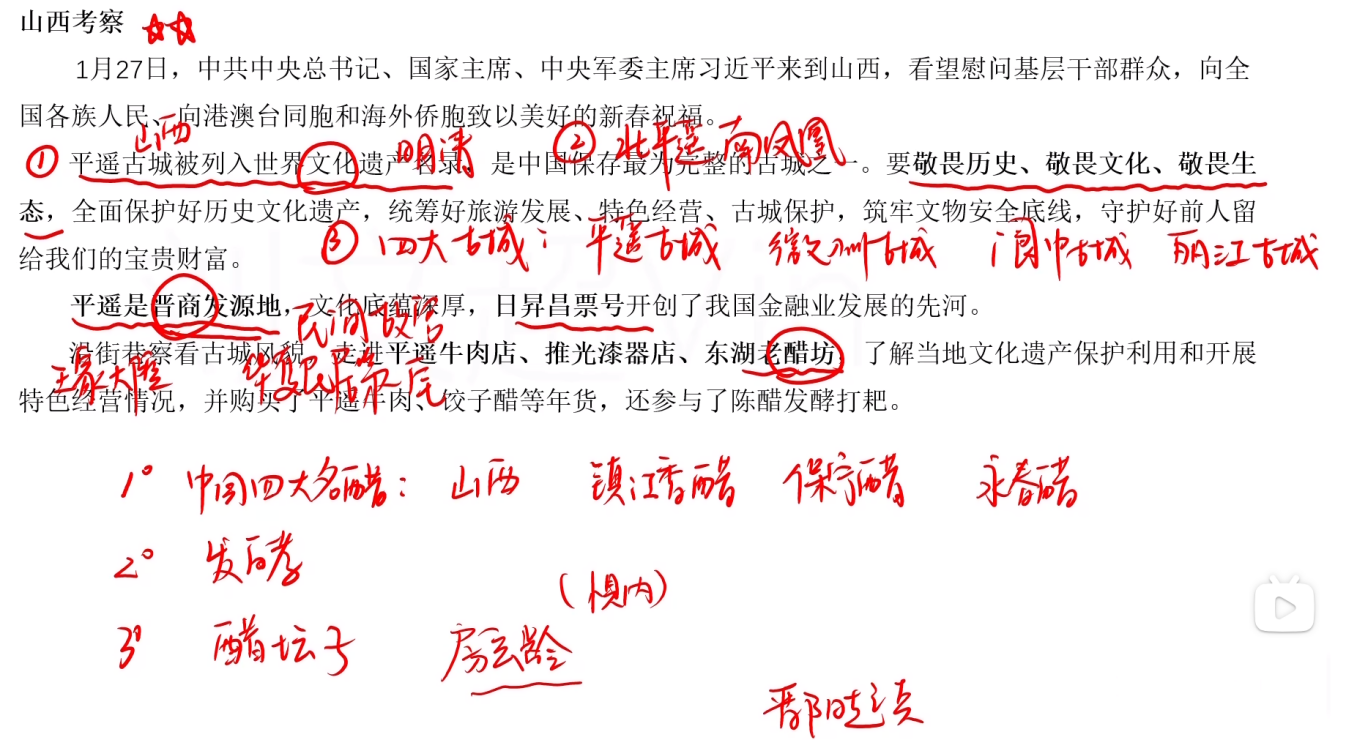 山西考察 ☆☆
1月27日，中共中央总书记、国家主席、中央军委主席习近平来到山西，看望慰问基层干部群众，向全
国各族人民、向港澳台同胞和海外侨胞致以美好的新春祝福。
山西 明清 ② 北平遥 南凤凰
① 平遥古城被列入世界文化遗产名录，是中国保存最为完整的古城之一。要敬畏历史、敬畏文化、敬畏生
态，全面保护好历史文化遗产，统筹好旅游发展、特色经营、古城保护，筑牢文物安全底线，守护好前人留
③ 四大古城：平遥古城 徽州古城 阆中古城 丽江古城
给我们的宝贵财富。
平遥是晋商发源地，文化底蕴深厚，日昇昌票号开创了我国金融业发展的先河。
民间故宫
沿街巷察看古城风貌，走进平遥牛肉店、推光漆器店、东湖老醋坊，了解当地文化遗产保护利用和开展
王家大院 华夏民居第一宅
特色经营情况，并购买了平遥牛肉、饺子醋等年货，还参与了陈醋发酵打耙。
1° 中国四大名醋：山西 镇江香醋 保宁醋 永春醋
2° 发酵
(惧内)
3° 醋坛子 房玄龄